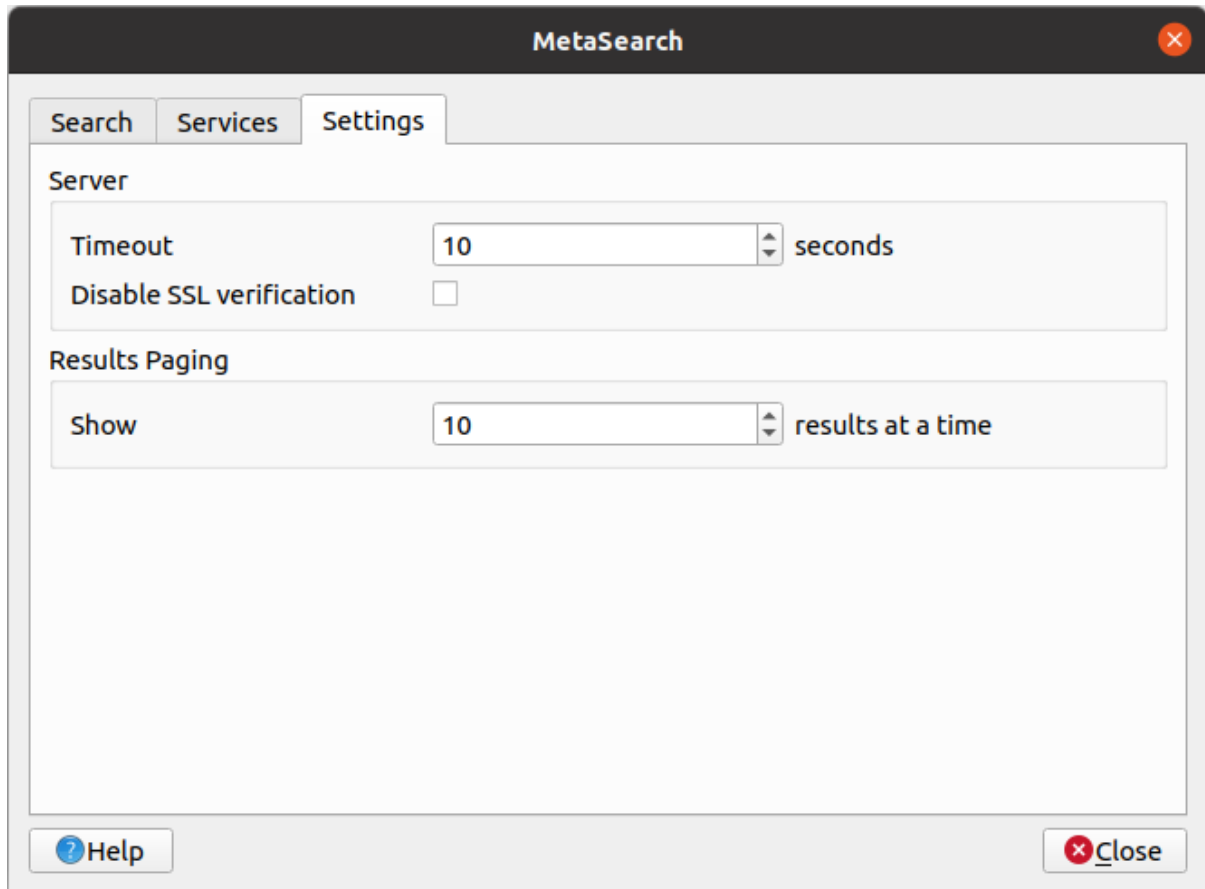 MetaSearch
Search Services Settings
Server
Timeout 10 seconds
Disable SSL verification
Results Paging
Show 10 results at a time
Help Close